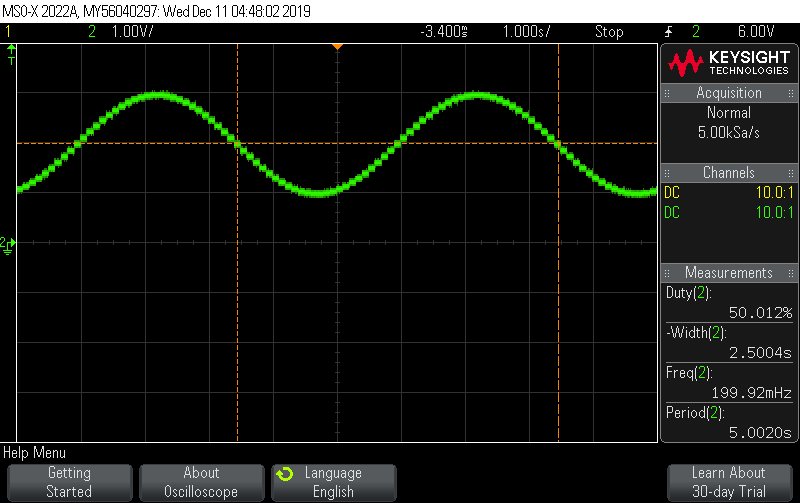 MSO-X 2022A, MY56040297: Wed Dec 11 04:48:02 2019
1 2 1.00V/ -3.400ms 1.000s/ Stop 2 6.00V
T
KEYSIGHT
TECHNOLOGIES
Acquisition
Normal
5.00kSa/s
Channels
DC 10.0:1
DC 10.0:1
2
Measurements
Duty(2):
50.012%
-Width(2):
2.5004s
Freq(2):
199.92mHz
Period(2):
5.0020s
Help Menu
Getting
Started
About
Oscilloscope
Language
English
Learn About
30-day Trial